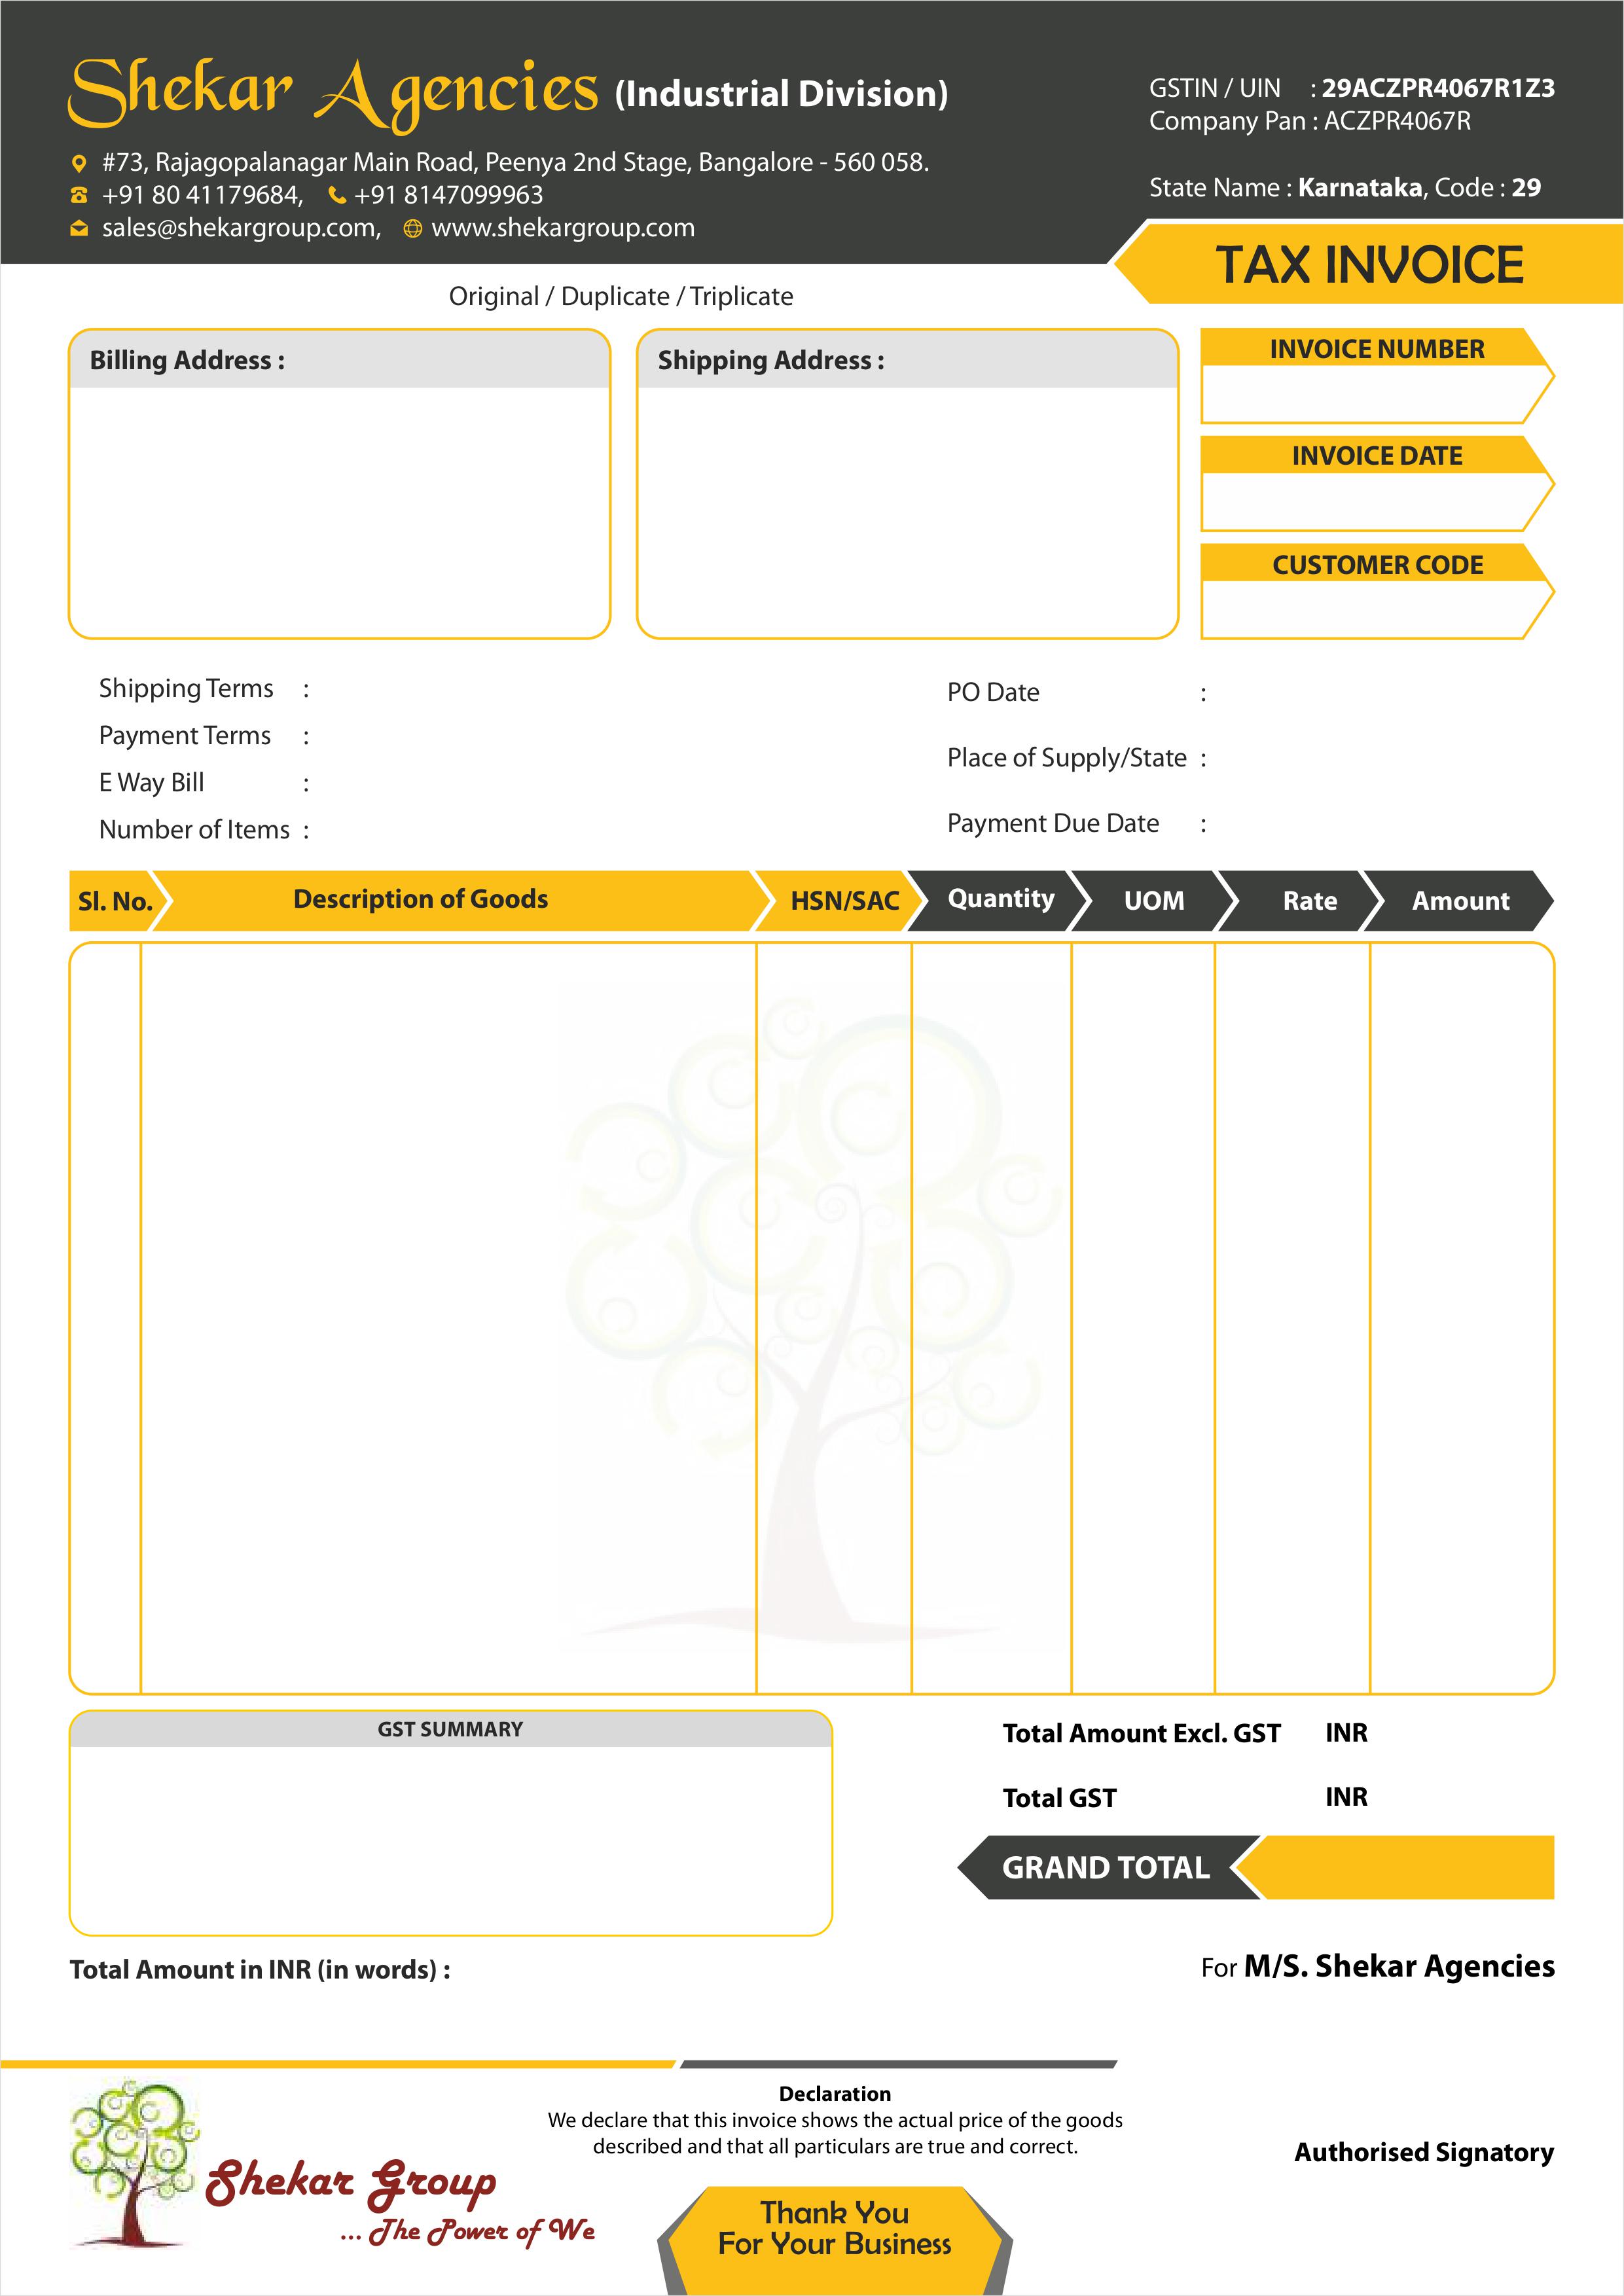 Shekar Agencies (Industrial Division)
#73, Rajagopalanagar Main Road, Peenya 2nd Stage, Bangalore - 560 058.
+91 80 41179684, +91 8147099963
sales@shekargroup.com, www.shekargroup.com
GSTIN / UIN : 29ACZPR4067R1Z3
Company Pan : ACZPR4067R
State Name : Karnataka, Code : 29
TAX INVOICE
Original / Duplicate / Triplicate
Billing Address :
Shipping Address :
INVOICE NUMBER
INVOICE DATE
CUSTOMER CODE
Shipping Terms :
Payment Terms :
E Way Bill :
Number of Items :
PO Date :
Place of Supply/State :
Payment Due Date :
Sl. No. Description of Goods HSN/SAC Quantity UOM Rate Amount
GST SUMMARY
Total Amount Excl. GST INR
Total GST INR
GRAND TOTAL
Total Amount in INR (in words) :
For M/S. Shekar Agencies
Declaration
We declare that this invoice shows the actual price of the goods
described and that all particulars are true and correct.
Authorised Signatory
Shekar Group
... The Power of We
Thank You
For Your Business